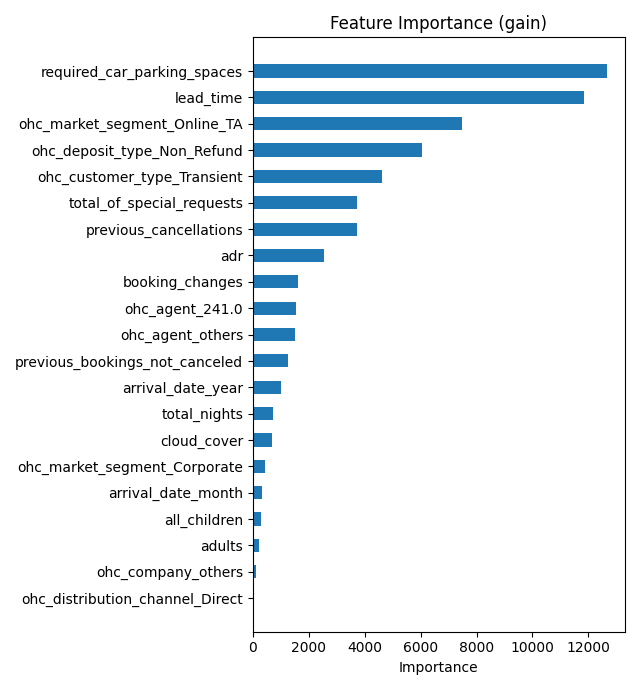 Feature Importance (gain)
required_car_parking_spaces
lead_time
ohc_market_segment_Online_TA
ohc_deposit_type_Non_Refund
ohc_customer_type_Transient
total_of_special_requests
previous_cancellations
adr
booking_changes
ohc_agent_241.0
ohc_agent_others
previous_bookings_not_canceled
arrival_date_year
total_nights
cloud_cover
ohc_market_segment_Corporate
arrival_date_month
all_children
adults
ohc_company_others
ohc_distribution_channel_Direct
0 2000 4000 6000 8000 10000 12000
Importance